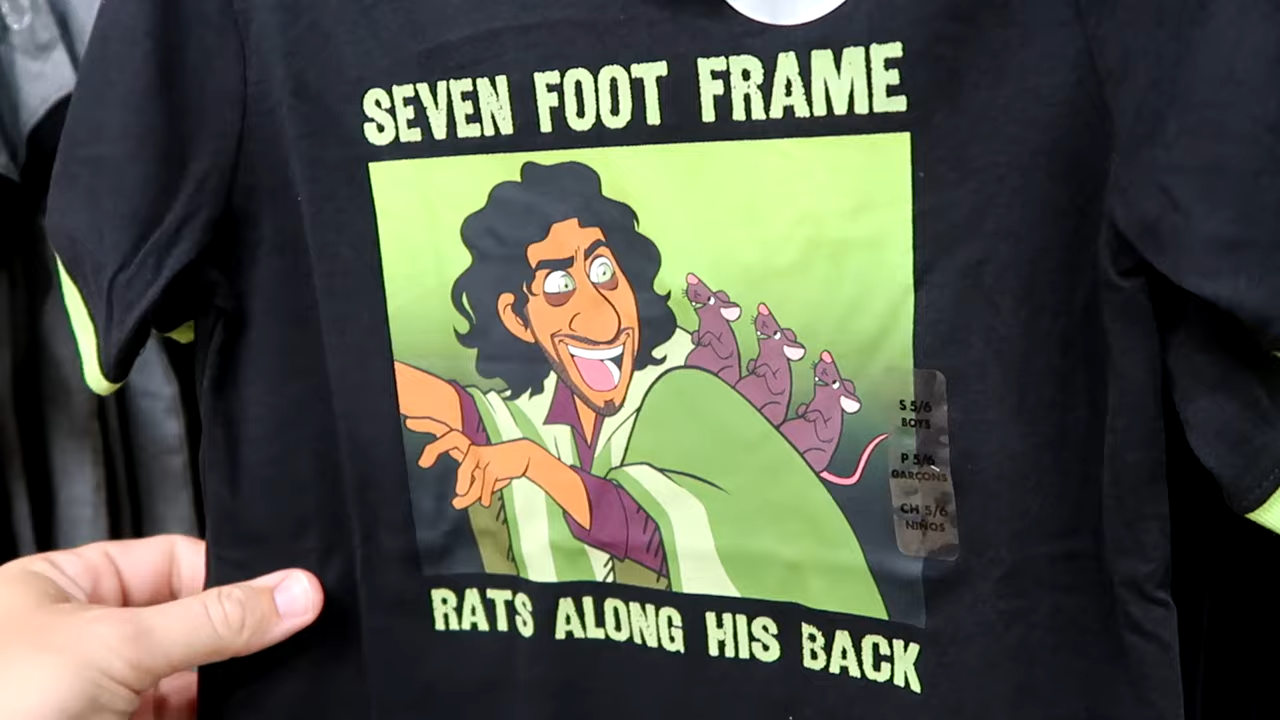 SEVEN FOOT FRAME
S 5/6
BOYS
P 5/6
GARÇONS
CH 5/6
NIÑOS
RATS ALONG HIS BACK